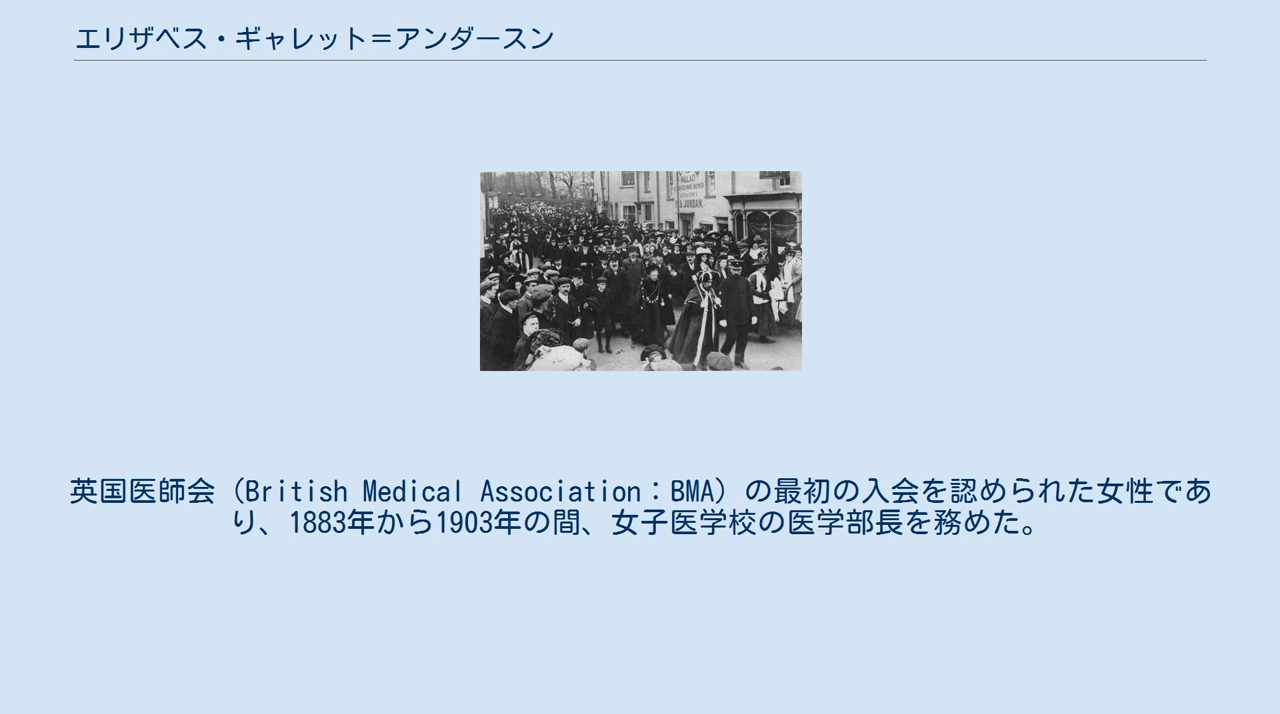 エリザベス・ギャレット＝アンダースン
S.JORDAN.
英国医師会（British Medical Association：BMA）の最初の入会を認められた女性であ
り、1883年から1903年の間、女子医学校の医学部長を務めた。